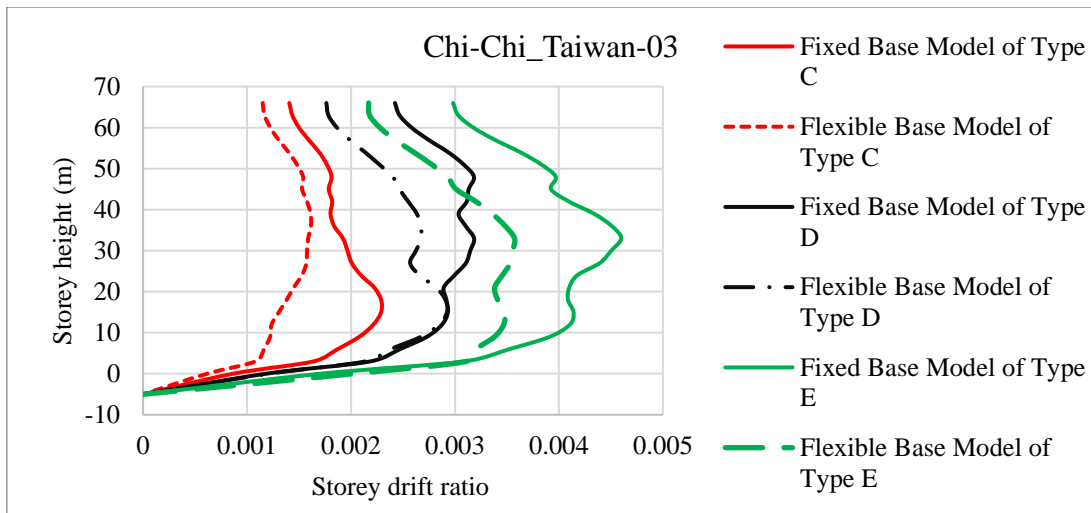 Chi-Chi_Taiwan-03
70
60
50
40
30
20
10
0
-10
Storey height (m)
0
0.001
0.002
0.003
0.004
0.005
Storey drift ratio
Fixed Base Model of Type
C
Flexible Base Model of
Type C
Fixed Base Model of Type
D
Flexible Base Model of
Type D
Fixed Base Model of Type
E
Flexible Base Model of
Type E